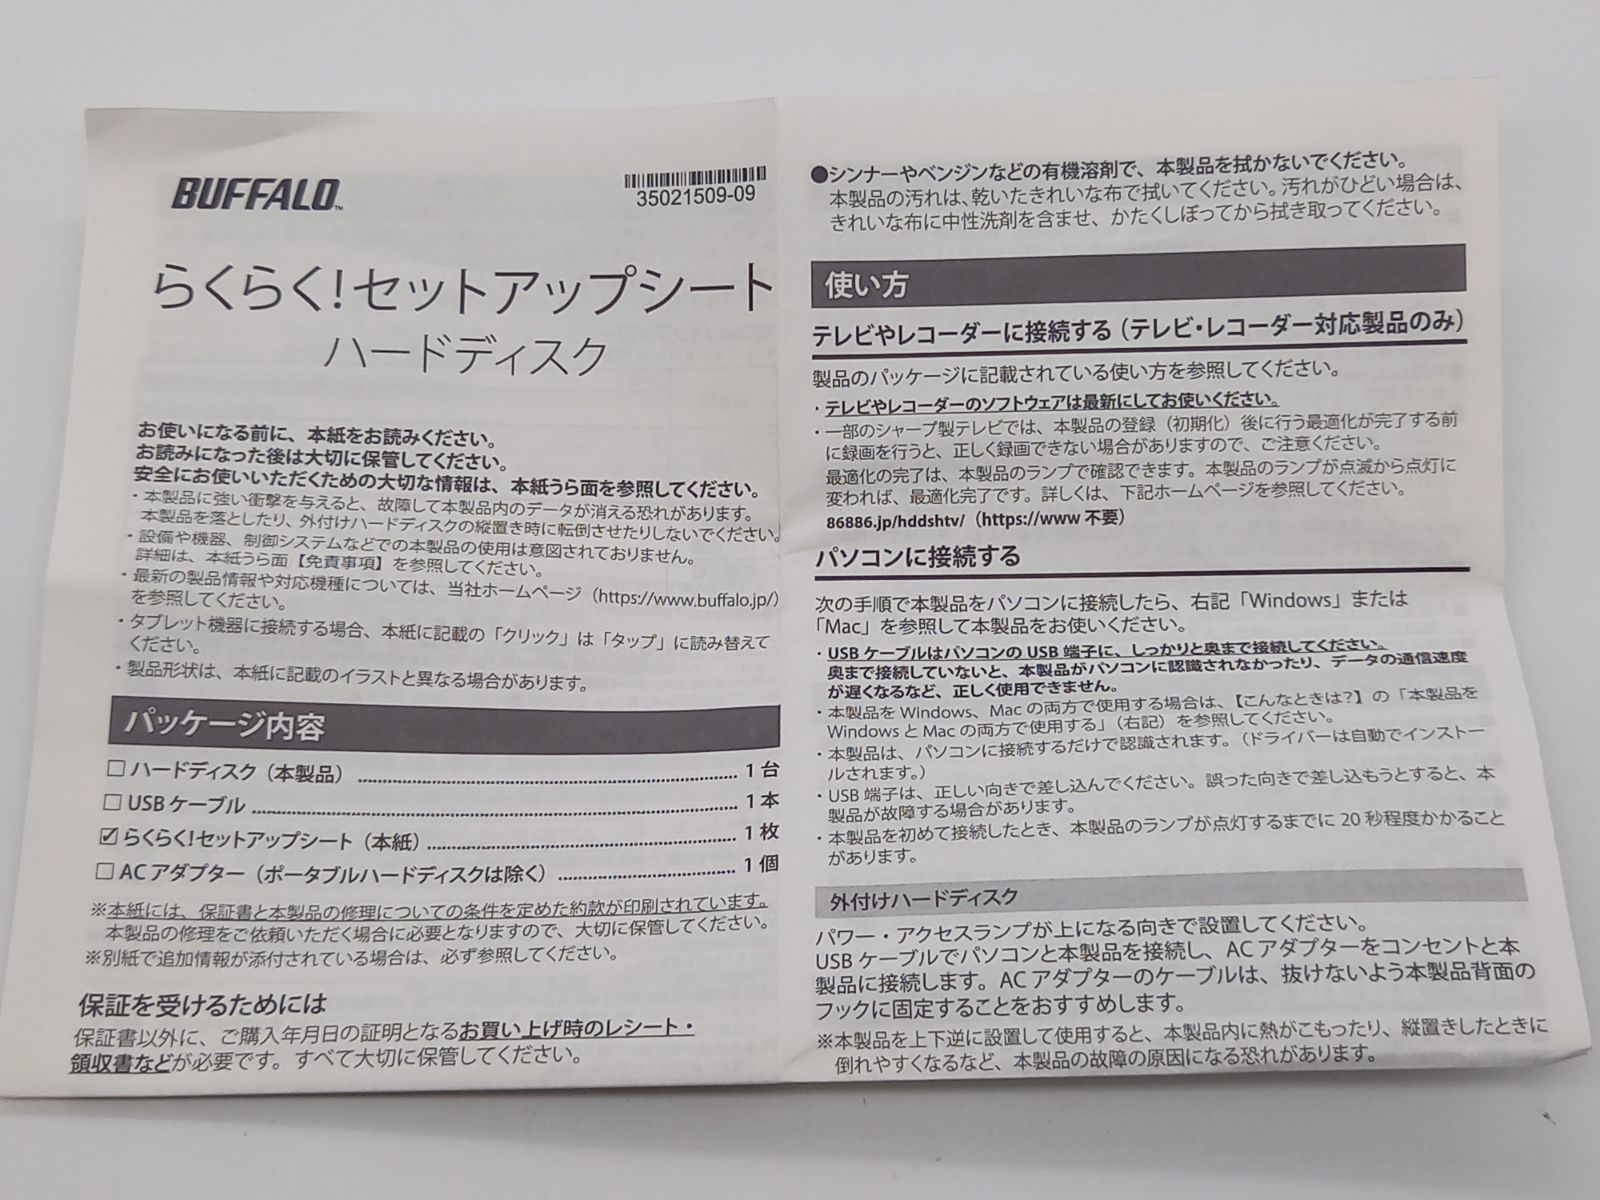 BUFFALO™
35021509-09
らくらく!セットアップシート
ハードディスク
お使いになる前に、本紙をお読みください。
お読みになった後は大切に保管してください。
安全にお使いいただくための大切な情報は、本紙うら面を参照してください。
・本製品に強い衝撃を与えると、故障して本製品内のデータが消える恐れがあります。
本製品を落としたり、外付けハードディスクの縦置き時に転倒させたりしないでください。
・設備や機器、制御システムなどでの本製品の使用は意図されておりません。
詳細は、本紙うら面【免責事項】を参照してください。
・最新の製品情報や対応機種については、当社ホームページ（https://www.buffalo.jp/）
を参照してください。
・タブレット機器に接続する場合、本紙に記載の「クリック」は「タップ」に読み替えて
ください。
・製品形状は、本紙に記載のイラストと異なる場合があります。
パッケージ内容
□ハードディスク（本製品）................................ 1台
□USBケーブル ................................ 1本
☑らくらく!セットアップシート（本紙）................................ 1枚
□ACアダプター（ポータブルハードディスクは除く）................................ 1個
※本紙には、保証書と本製品の修理についての条件を定めた約款が印刷されています。
本製品の修理をご依頼いただく場合に必要となりますので、大切に保管してください。
※別紙で追加情報が添付されている場合は、必ず参照してください。
保証を受けるためには
保証書以外に、ご購入年月日の証明となるお買い上げ時のレシート・
領収書などが必要です。すべて大切に保管してください。
●シンナーやベンジンなどの有機溶剤で、本製品を拭かないでください。
本製品の汚れは、乾いたきれいな布で拭いてください。汚れがひどい場合は、
きれいな布に中性洗剤を含ませ、かたくしぼってから拭き取ってください。
使い方
テレビやレコーダーに接続する（テレビ・レコーダー対応製品のみ）
製品のパッケージに記載されている使い方を参照してください。
・テレビやレコーダーのソフトウェアは最新にしてお使いください。
・一部のシャープ製テレビでは、本製品の登録（初期化）後に行う最適化が完了する前
に録画を行うと、正しく録画できない場合がありますので、ご注意ください。
最適化の完了は、本製品のランプで確認できます。本製品のランプが点滅から点灯に
変われば、最適化完了です。詳しくは、下記ホームページを参照してください。
86886.jp/hddshtv/（https://www 不要）
パソコンに接続する
次の手順で本製品をパソコンに接続したら、右記「Windows」または
「Mac」を参照して本製品をお使いください。
・USBケーブルはパソコンのUSB端子に、しっかりと奥まで接続してください。
奥まで接続していないと、本製品がパソコンに認識されなかったり、データの通信速度
が遅くなるなど、正しく使用できません。
・本製品をWindows、Macの両方で使用する場合は、【こんなときは?】の「本製品を
WindowsとMacの両方で使用する」（右記）を参照してください。
・本製品は、パソコンに接続するだけで認識されます。（ドライバーは自動でインストー
ルされます。）
・USB端子は、正しい向きで差し込んでください。誤った向きで差し込もうとすると、本
製品が故障する場合があります。
・本製品を初めて接続したとき、本製品のランプが点灯するまでに20秒程度かかること
があります。
外付けハードディスク
パワー・アクセスランプが上になる向きで設置してください。
USBケーブルでパソコンと本製品を接続し、ACアダプターをコンセントと本
製品に接続します。ACアダプターのケーブルは、抜けないよう本製品背面の
フックに固定することをおすすめします。
※本製品を上下逆に設置して使用すると、本製品内に熱がこもったり、縦置きしたときに
倒れやすくなるなど、本製品の故障の原因になる恐れがあります。